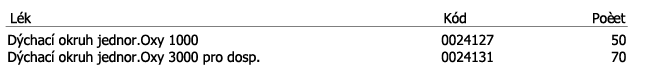 Lék Kód Poèet
Dýchací okruh jednor.Oxy 1000 0024127 50
Dýchací okruh jednor.Oxy 3000 pro dosp. 0024131 70